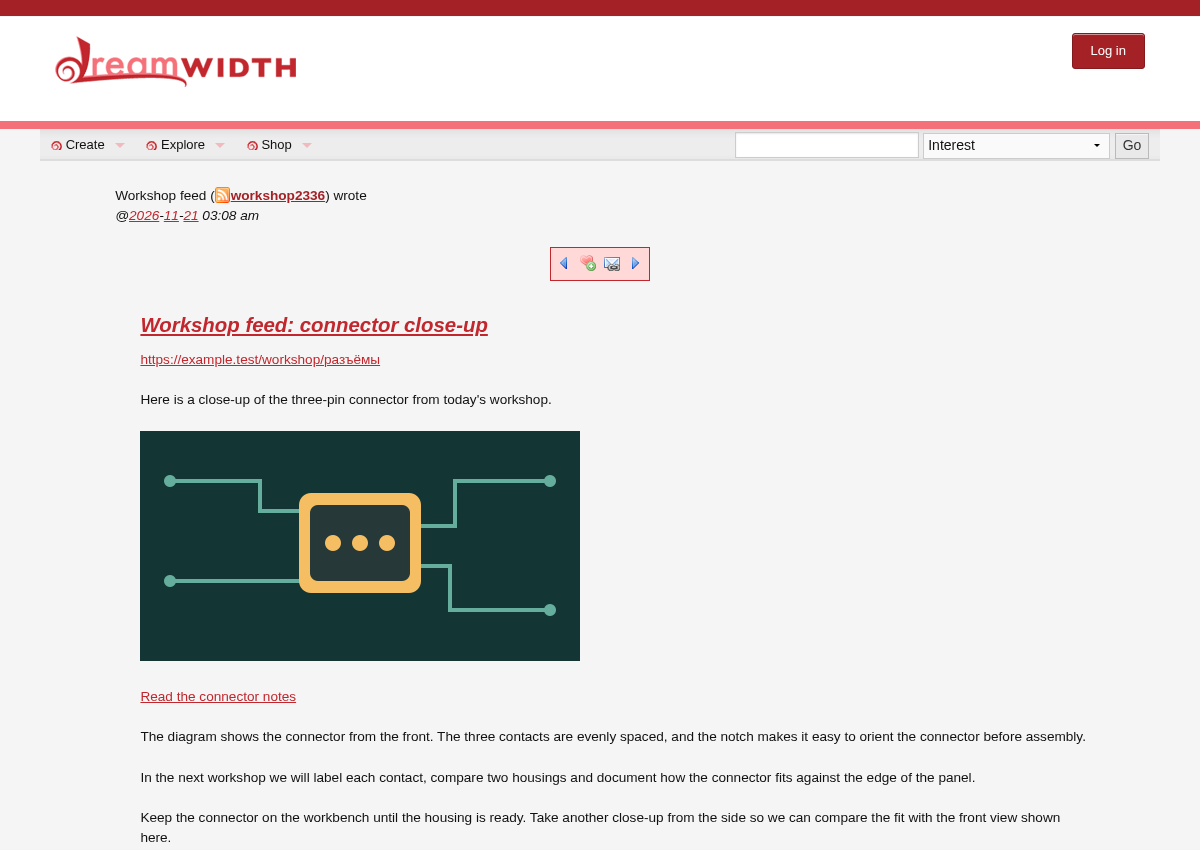 dreamWIDTH
Log in
Create Explore Shop Interest Go
Workshop feed (workshop2336) wrote
@2026-11-21 03:08 am
Workshop feed: connector close-up
https://example.test/workshop/разъёмы
Here is a close-up of the three-pin connector from today's workshop.
Read the connector notes
The diagram shows the connector from the front. The three contacts are evenly spaced, and the notch makes it easy to orient the connector before assembly.
In the next workshop we will label each contact, compare two housings and document how the connector fits against the edge of the panel.
Keep the connector on the workbench until the housing is ready. Take another close-up from the side so we can compare the fit with the front view shown
here.